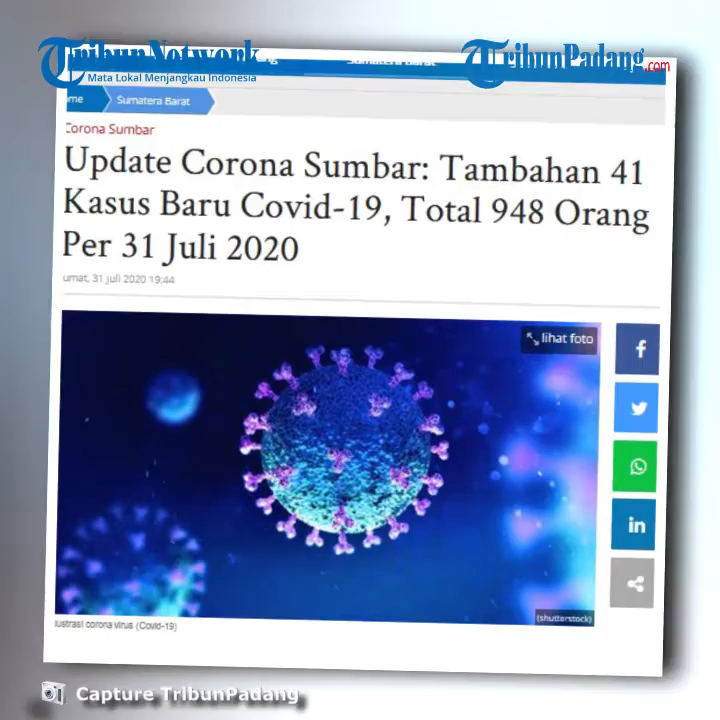 TribunNetwork
Mata Lokal Menjangkau Indonesia
TribunPadang.com
Sumatera Barat
ome
Sumatera Barat
Corona Sumbar
Update Corona Sumbar: Tambahan 41
Kasus Baru Covid-19, Total 948 Orang
Per 31 Juli 2020
umat, 31 juli 2020 19:44
lihat foto
(shutterstock)
lustrasi corona virus (Covid-19)
Capture TribunPadang